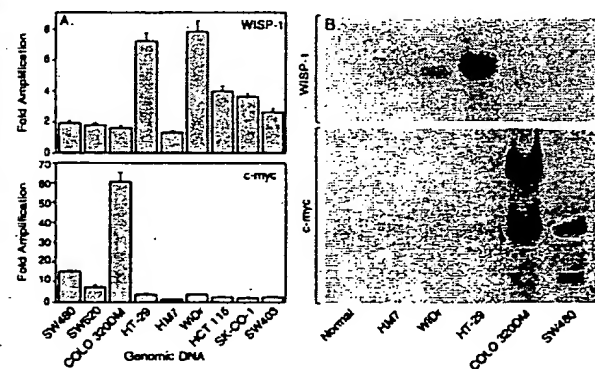 A.
WISP-1
Fold Amplification
8
6
4
2
0
c-myc
Fold Amplification
70
60
50
40
30
20
10
0
SW480
SW620
COLO 320DM
HT-29
HM7
WiDr
HCT 116
SK-CO-1
SW403
Genomic DNA
B.
WISP-1
c-myc
Normal
HM7
WiDr
HT-29
COLO 320DM
SW480